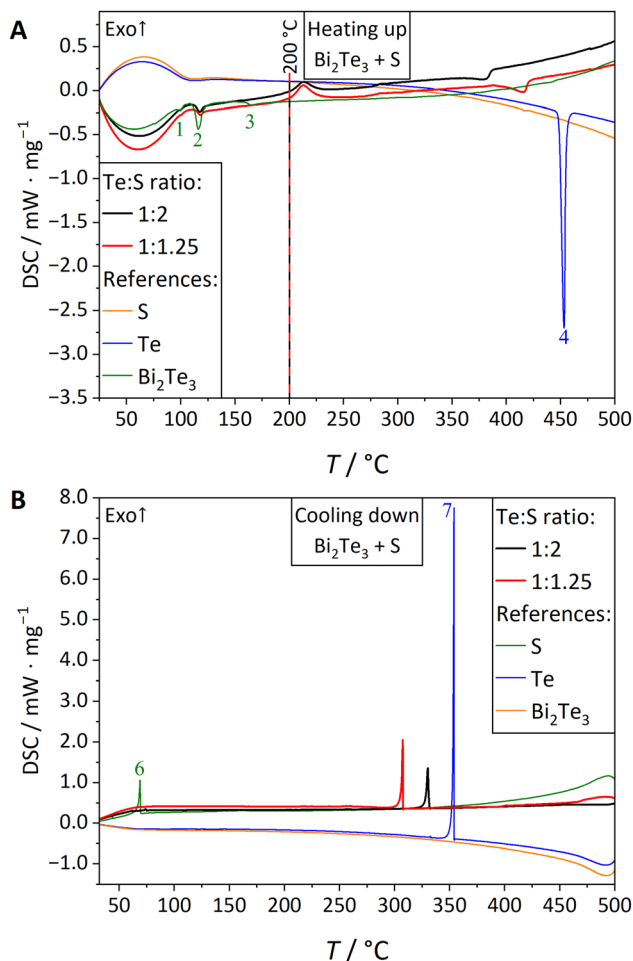 A
Exo↑
200 °C
Heating up
Bi₂Te₃ + S
0.5
0.0
−0.5
−1.0
−1.5
−2.0
−2.5
−3.0
−3.5
DSC / mW · mg⁻¹
1
2
3
4
Te:S ratio:
1:2
1:1.25
References:
S
Te
Bi₂Te₃
50
100
150
200
250
300
350
400
450
500
T / °C
B
Exo↑
Cooling down
Bi₂Te₃ + S
8.0
7.0
6.0
5.0
4.0
3.0
2.0
1.0
0.0
−1.0
DSC / mW · mg⁻¹
6
7
Te:S ratio:
1:2
1:1.25
References:
S
Te
Bi₂Te₃
50
100
150
200
250
300
350
400
450
500
T / °C